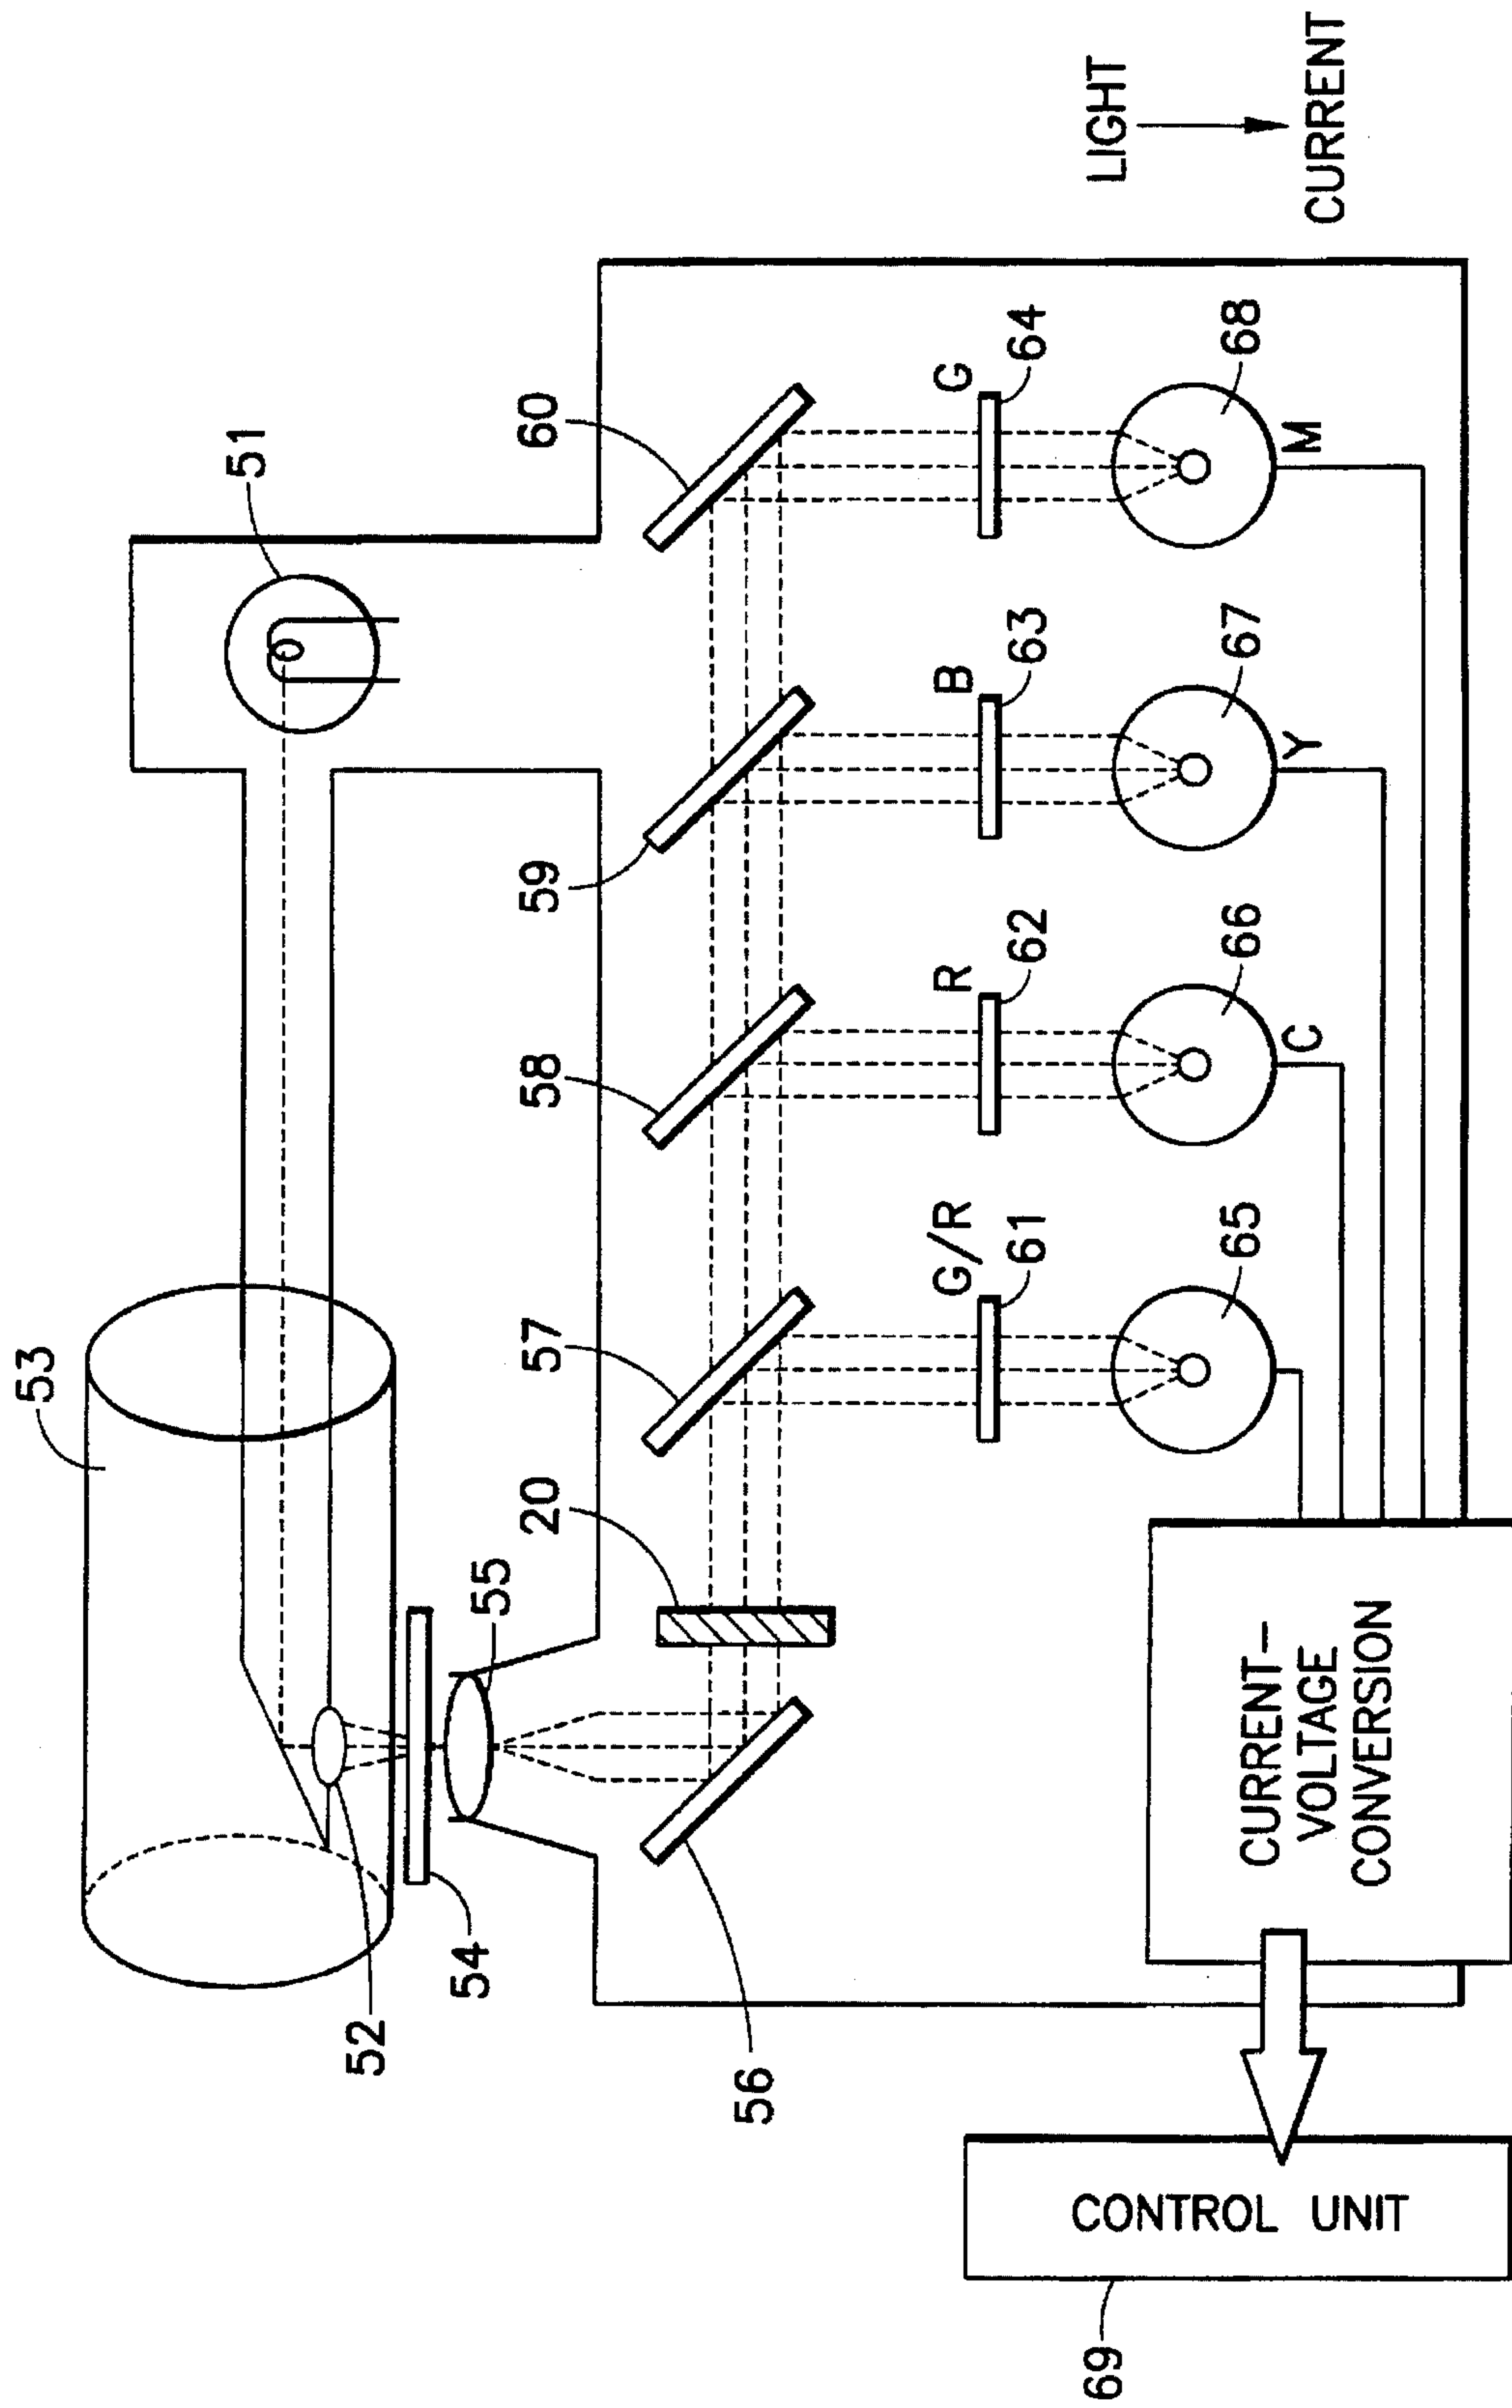 53
51
52
54
55
20
56
57
58
59
60
G/R
61
R
62
B
63
G
64
65
66
67
68
C
Y
M
LIGHT
CURRENT
CURRENT-
VOLTAGE
CONVERSION
CONTROL UNIT
69